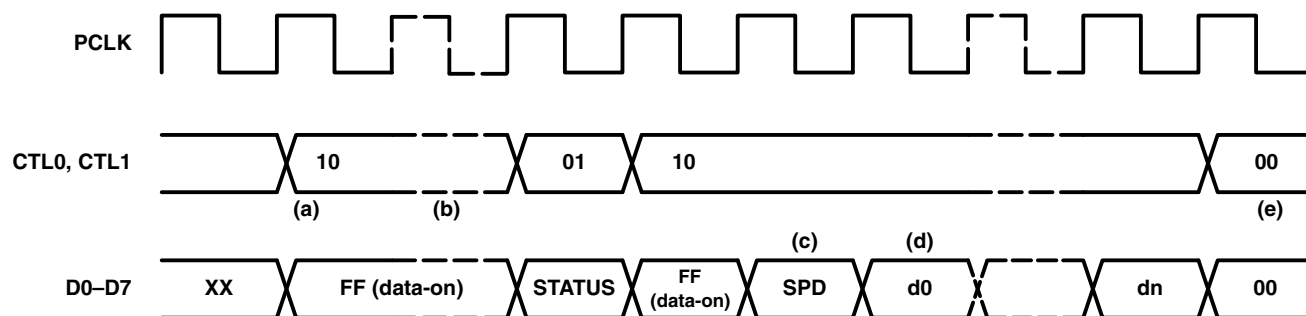 PCLK
CTL0, CTL1
10
01
10
00
(a)
(b)
(e)
(c)
(d)
D0–D7
XX
FF (data-on)
STATUS
FF
(data-on)
SPD
d0
dn
00